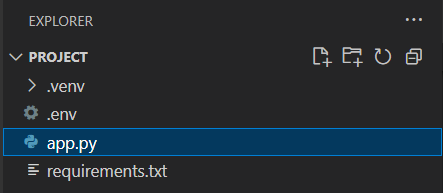 EXPLORER
PROJECT
.venv
.env
app.py
requirements.txt